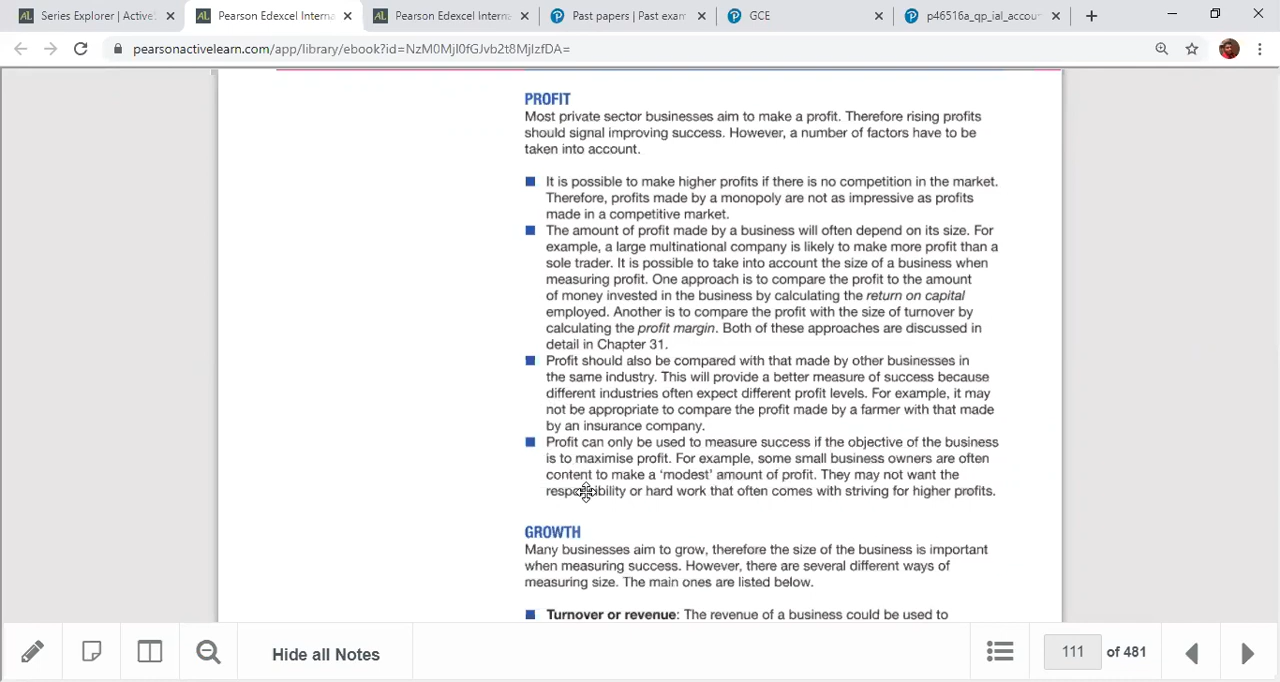 Series Explorer | Active
Pearson Edexcel Interna
Pearson Edexcel Interna
Past papers | Past exam
GCE
p46516a_qp_ial_accou
pearsonactivelearn.com/app/library/ebook?id=NzM0MjI0fGJvb2t8MjIzfDA=
PROFIT
Most private sector businesses aim to make a profit. Therefore rising profits
should signal improving success. However, a number of factors have to be
taken into account.
It is possible to make higher profits if there is no competition in the market.
Therefore, profits made by a monopoly are not as impressive as profits
made in a competitive market.
The amount of profit made by a business will often depend on its size. For
example, a large multinational company is likely to make more profit than a
sole trader. It is possible to take into account the size of a business when
measuring profit. One approach is to compare the profit to the amount
of money invested in the business by calculating the return on capital
employed. Another is to compare the profit with the size of turnover by
calculating the profit margin. Both of these approaches are discussed in
detail in Chapter 31.
Profit should also be compared with that made by other businesses in
the same industry. This will provide a better measure of success because
different industries often expect different profit levels. For example, it may
not be appropriate to compare the profit made by a farmer with that made
by an insurance company.
Profit can only be used to measure success if the objective of the business
is to maximise profit. For example, some small business owners are often
content to make a ‘modest’ amount of profit. They may not want the
responsibility or hard work that often comes with striving for higher profits.
GROWTH
Many businesses aim to grow, therefore the size of the business is important
when measuring success. However, there are several different ways of
measuring size. The main ones are listed below.
Turnover or revenue: The revenue of a business could be used to
Hide all Notes
111 of 481